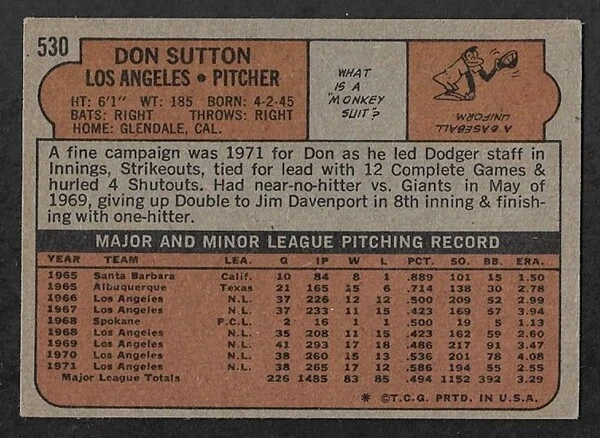 530
DON SUTTON
LOS ANGELES • PITCHER
HT: 6'1" WT: 185 BORN: 4-2-45
BATS: RIGHT THROWS: RIGHT
HOME: GLENDALE, CAL.
WHAT
IS A
"MONKEY
SUIT?
A BASEBALL
UNIFORM
A fine campaign was 1971 for Don as he led Dodger staff in
Innings, Strikeouts, tied for lead with 12 Complete Games &
hurled 4 Shutouts. Had near-no-hitter vs. Giants in May of
1969, giving up Double to Jim Davenport in 8th inning & finish-
ing with one-hitter.
MAJOR AND MINOR LEAGUE PITCHING RECORD
YEAR TEAM LEA. G IP W L PCT. SO. BB. ERA.
1965 Santa Barbara Calif. 10 84 8 1 .889 101 15 1.50
1965 Albuquerque Texas 21 165 15 6 .714 138 30 2.78
1966 Los Angeles N.L. 37 226 12 12 .500 209 52 2.99
1967 Los Angeles N.L. 37 233 11 15 .423 169 57 3.94
1968 Spokane P.C.L. 2 16 1 1 .500 19 5 1.13
1968 Los Angeles N.L. 35 208 11 15 .423 162 59 2.60
1969 Los Angeles N.L. 41 293 17 18 .486 217 91 3.47
1970 Los Angeles N.L. 38 260 15 13 .536 201 78 4.08
1971 Los Angeles N.L. 38 265 17 12 .586 194 55 2.55
Major League Totals 226 1485 83 85 .494 1152 392 3.29
* ©T.C.G. PRTD. IN U.S.A.